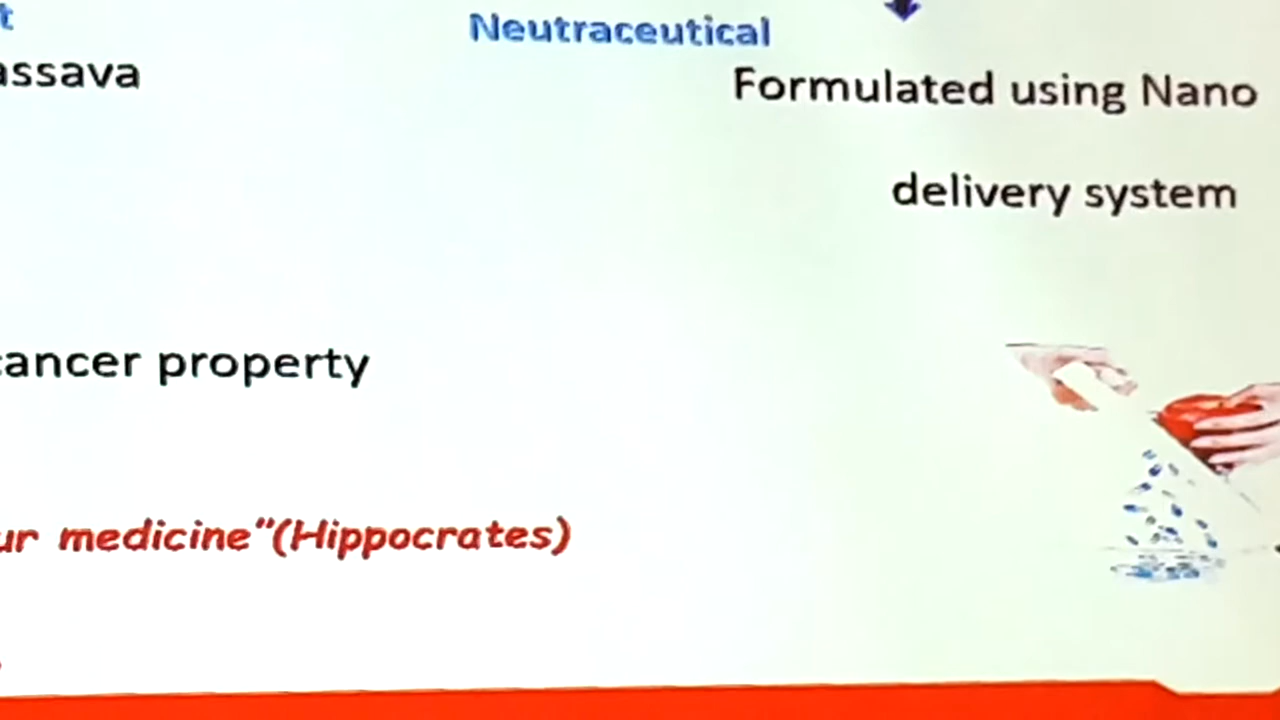 t
Neutraceutical
assava
Formulated using Nano
delivery system
cancer property
ur medicine”(Hippocrates)